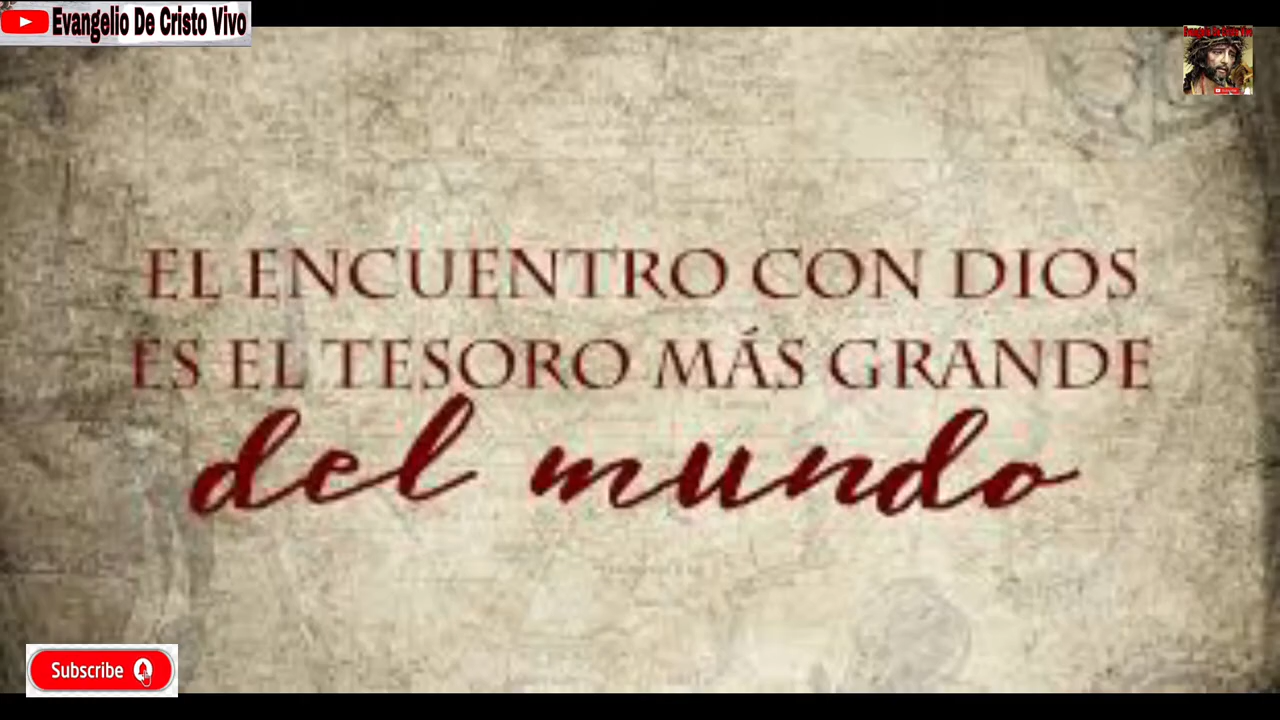 Evangelio De Cristo Vivo
EL ENCUENTRO CON DIOS
ES EL TESORO MÁS GRANDE
del mundo
Subscribe